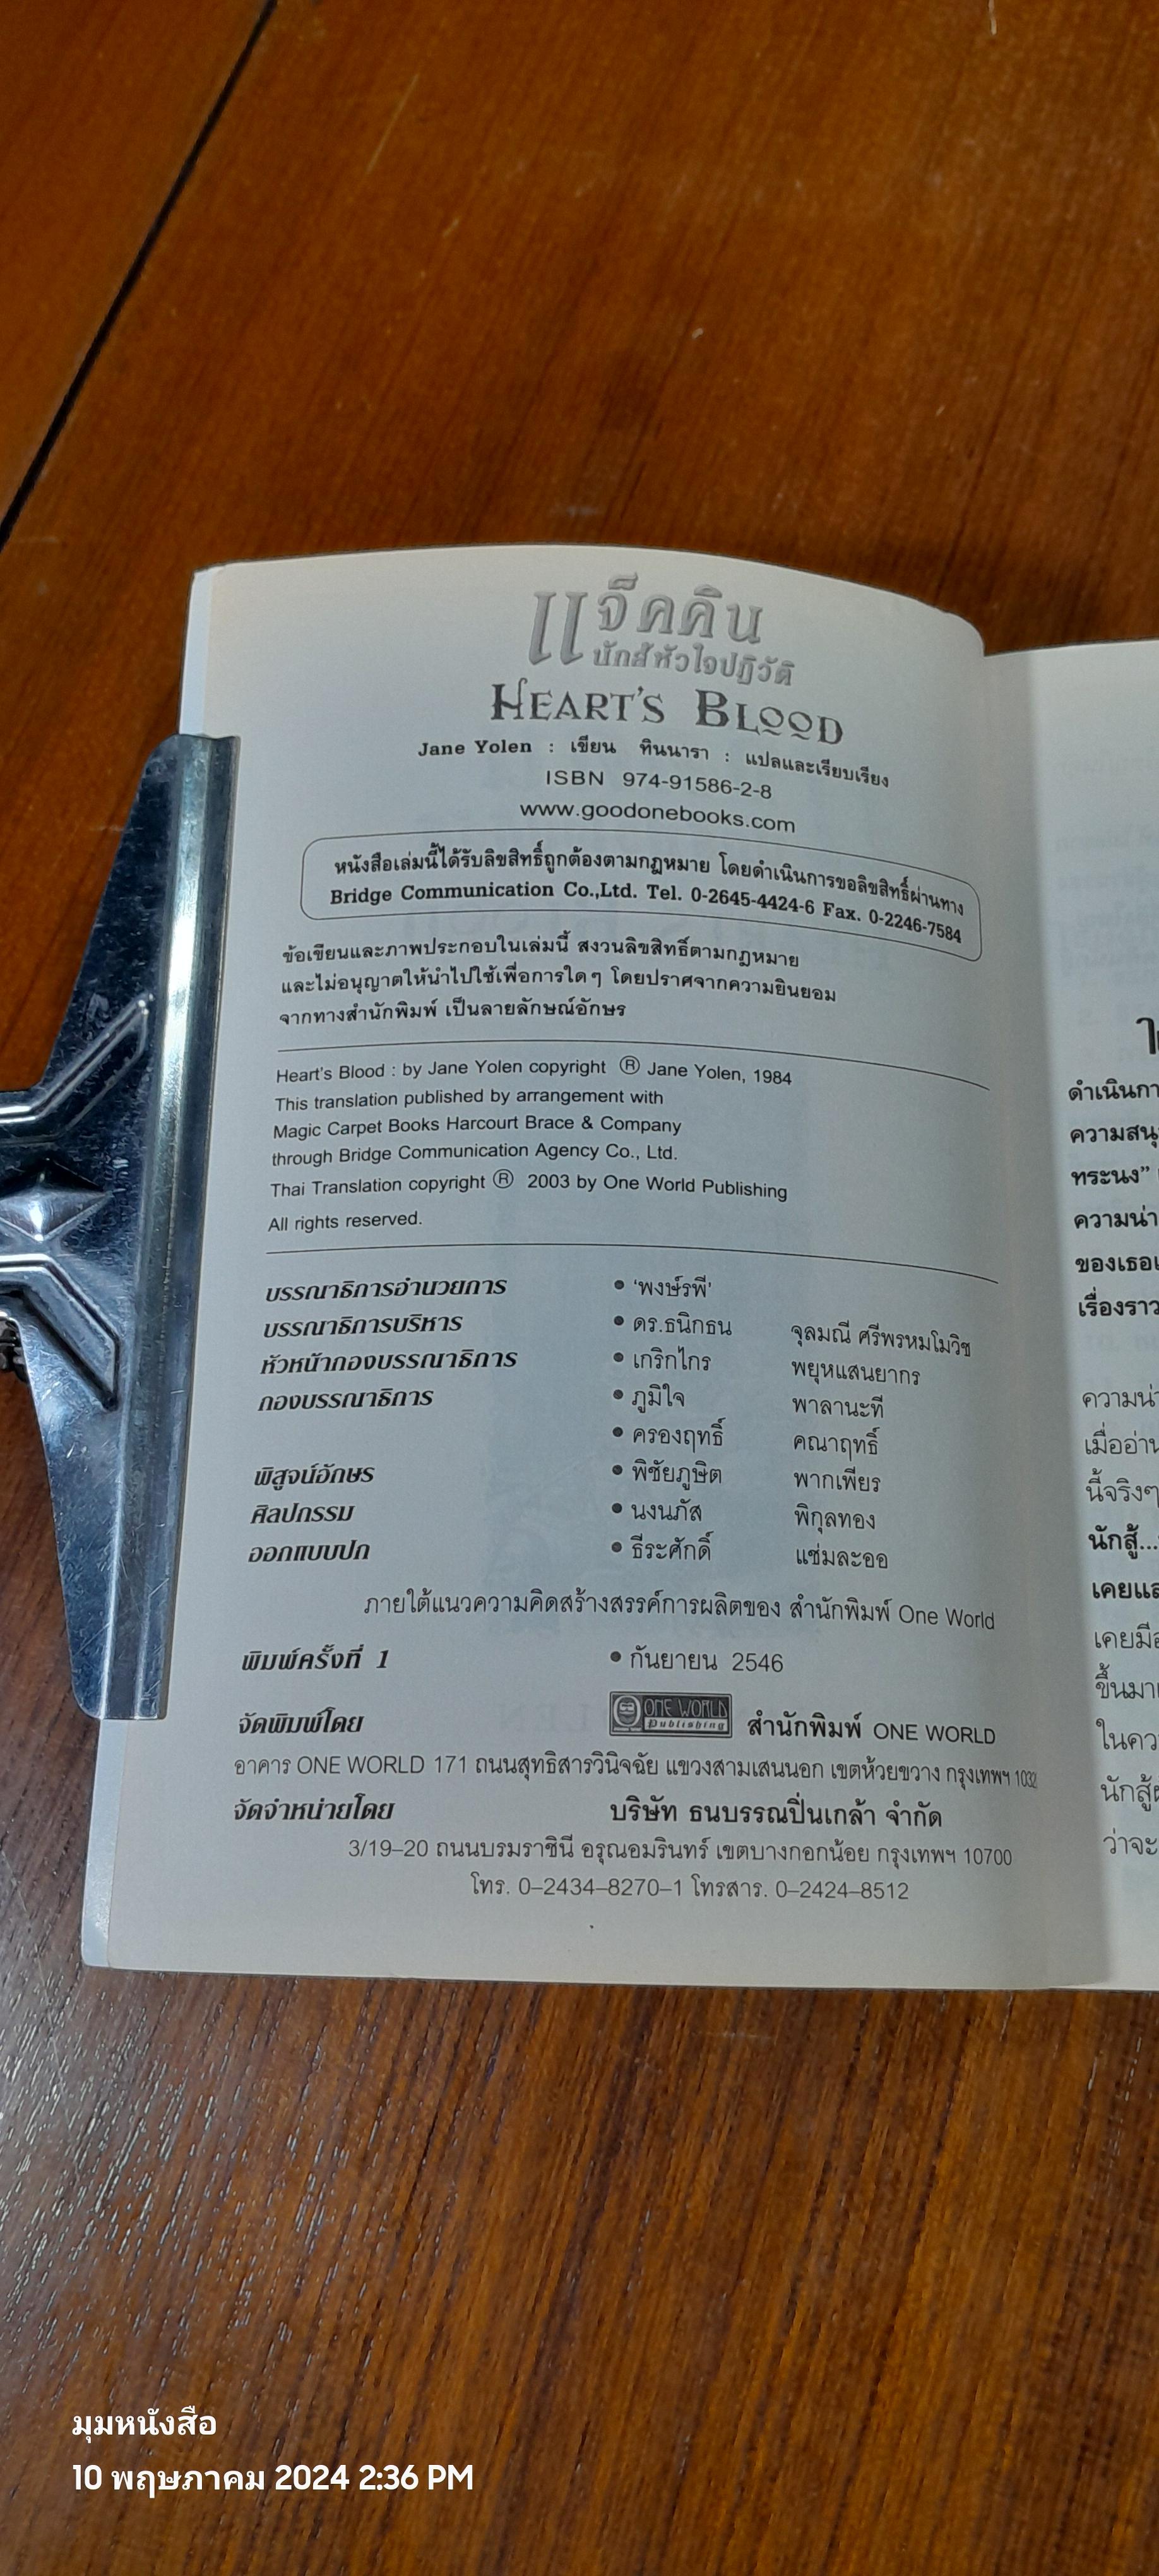 แจ็คคิน
นักสู้หัวใจปฏิวัติ
HEART'S BLOOD
Jane Yolen : เขียน ทินนารา : แปลและเรียบเรียง
ISBN 974-91586-2-8
www.goodonebooks.com
หนังสือเล่มนี้ได้รับลิขสิทธิ์ถูกต้องตามกฎหมาย โดยดำเนินการขอลิขสิทธิ์ผ่านทาง
Bridge Communication Co.,Ltd. Tel. 0-2645-4424-6 Fax. 0-2246-7584
ข้อเขียนและภาพประกอบในเล่มนี้ สงวนลิขสิทธิ์ตามกฎหมาย
และไม่อนุญาตให้นำไปใช้เพื่อการใดๆ โดยปราศจากความยินยอม
จากทางสำนักพิมพ์ เป็นลายลักษณ์อักษร
Heart's Blood : by Jane Yolen copyright ® Jane Yolen, 1984
This translation published by arrangement with
Magic Carpet Books Harcourt Brace & Company
through Bridge Communication Agency Co., Ltd.
Thai Translation copyright ® 2003 by One World Publishing
All rights reserved.
บรรณาธิการอำนวยการ • 'พงษ์รพี'
บรรณาธิการบริหาร • ดร.ธนิกธน จุลมณี ศรีพรหมโมวิช
หัวหน้ากองบรรณาธิการ • เกริกไกร พยุหแสนยากร
กองบรรณาธิการ • ภูมิใจ พาลานะที
• ครองฤทธิ์ คณาฤทธิ์
พิสูจน์อักษร • พิชัยภูษิต พากเพียร
ศิลปกรรม • นงนภัส พิกุลทอง
ออกแบบปก • ธีระศักดิ์ แช่มละออ
ภายใต้แนวความคิดสร้างสรรค์การผลิตของ สำนักพิมพ์ One World
พิมพ์ครั้งที่ 1 • กันยายน 2546
จัดพิมพ์โดย ONE WORLD Publishing สำนักพิมพ์ ONE WORLD
อาคาร ONE WORLD 171 ถนนสุทธิสารวินิจฉัย แขวงสามเสนนอก เขตห้วยขวาง กรุงเทพฯ
จัดจำหน่ายโดย บริษัท ธนบรรณปิ่นเกล้า จำกัด
3/19–20 ถนนบรมราชินี อรุณอมรินทร์ เขตบางกอกน้อย กรุงเทพฯ 10700
โทร. 0–2434–8270–1 โทรสาร. 0–2424–8512
ดำเนินกา
ความสนุ
ทระนง"
ความน่า
ของเธอ
เรื่องราว
ความน่า
เมื่ออ่าน
นี้จริงๆ
นักสู้...
เคยแล
เคยมี
ขึ้นมา
ในคว
นักสู้
ว่าจะ
มุมหนังสือ
10 พฤษภาคม 2024 2:36 PM